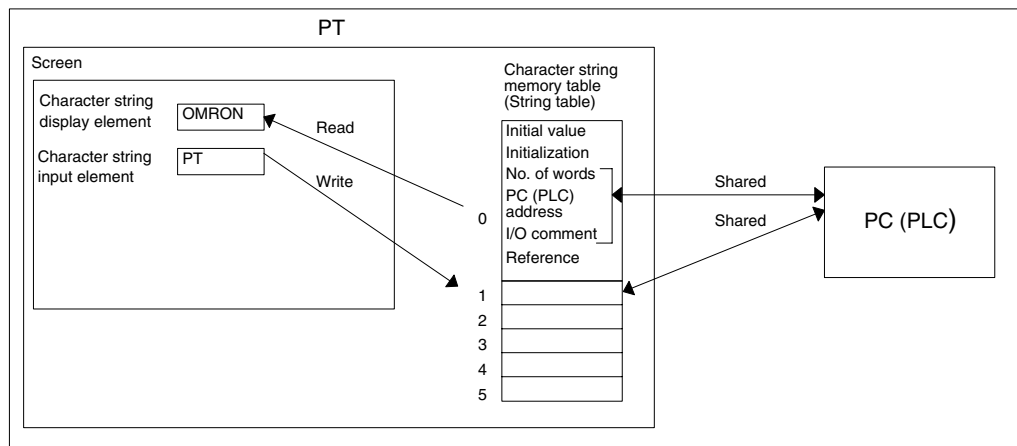 PT
Screen
Character string
display element
OMRON
Character string
input element
PT
Read
Write
Character string
memory table
(String table)
Initial value
Initialization
No. of words
PC (PLC)
address
I/O comment
Reference
0
1
2
3
4
5
Shared
Shared
PC (PLC)